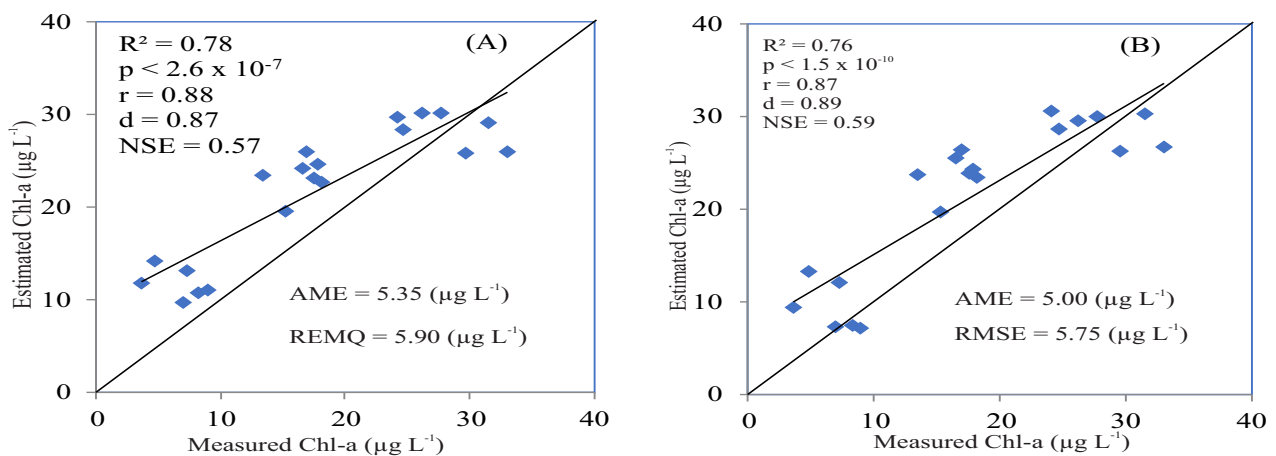 40
30
20
10
0
Estimated Chl-a (µg L⁻¹)
R² = 0.78
p < 2.6 x 10⁻⁷
r = 0.88
d = 0.87
NSE = 0.57
(A)
AME = 5.35 (µg L⁻¹)
REMQ = 5.90 (µg L⁻¹)
0 10 20 30 40
Measured Chl-a (µg L⁻¹)
40
30
20
10
0
Estimated Chl-a (µg L⁻¹)
R² = 0.76
p < 1.5 x 10⁻¹⁰
r = 0.87
d = 0.89
NSE = 0.59
(B)
AME = 5.00 (µg L⁻¹)
RMSE = 5.75 (µg L⁻¹)
0 10 20 30 40
Measured Chl-a (µg L⁻¹)